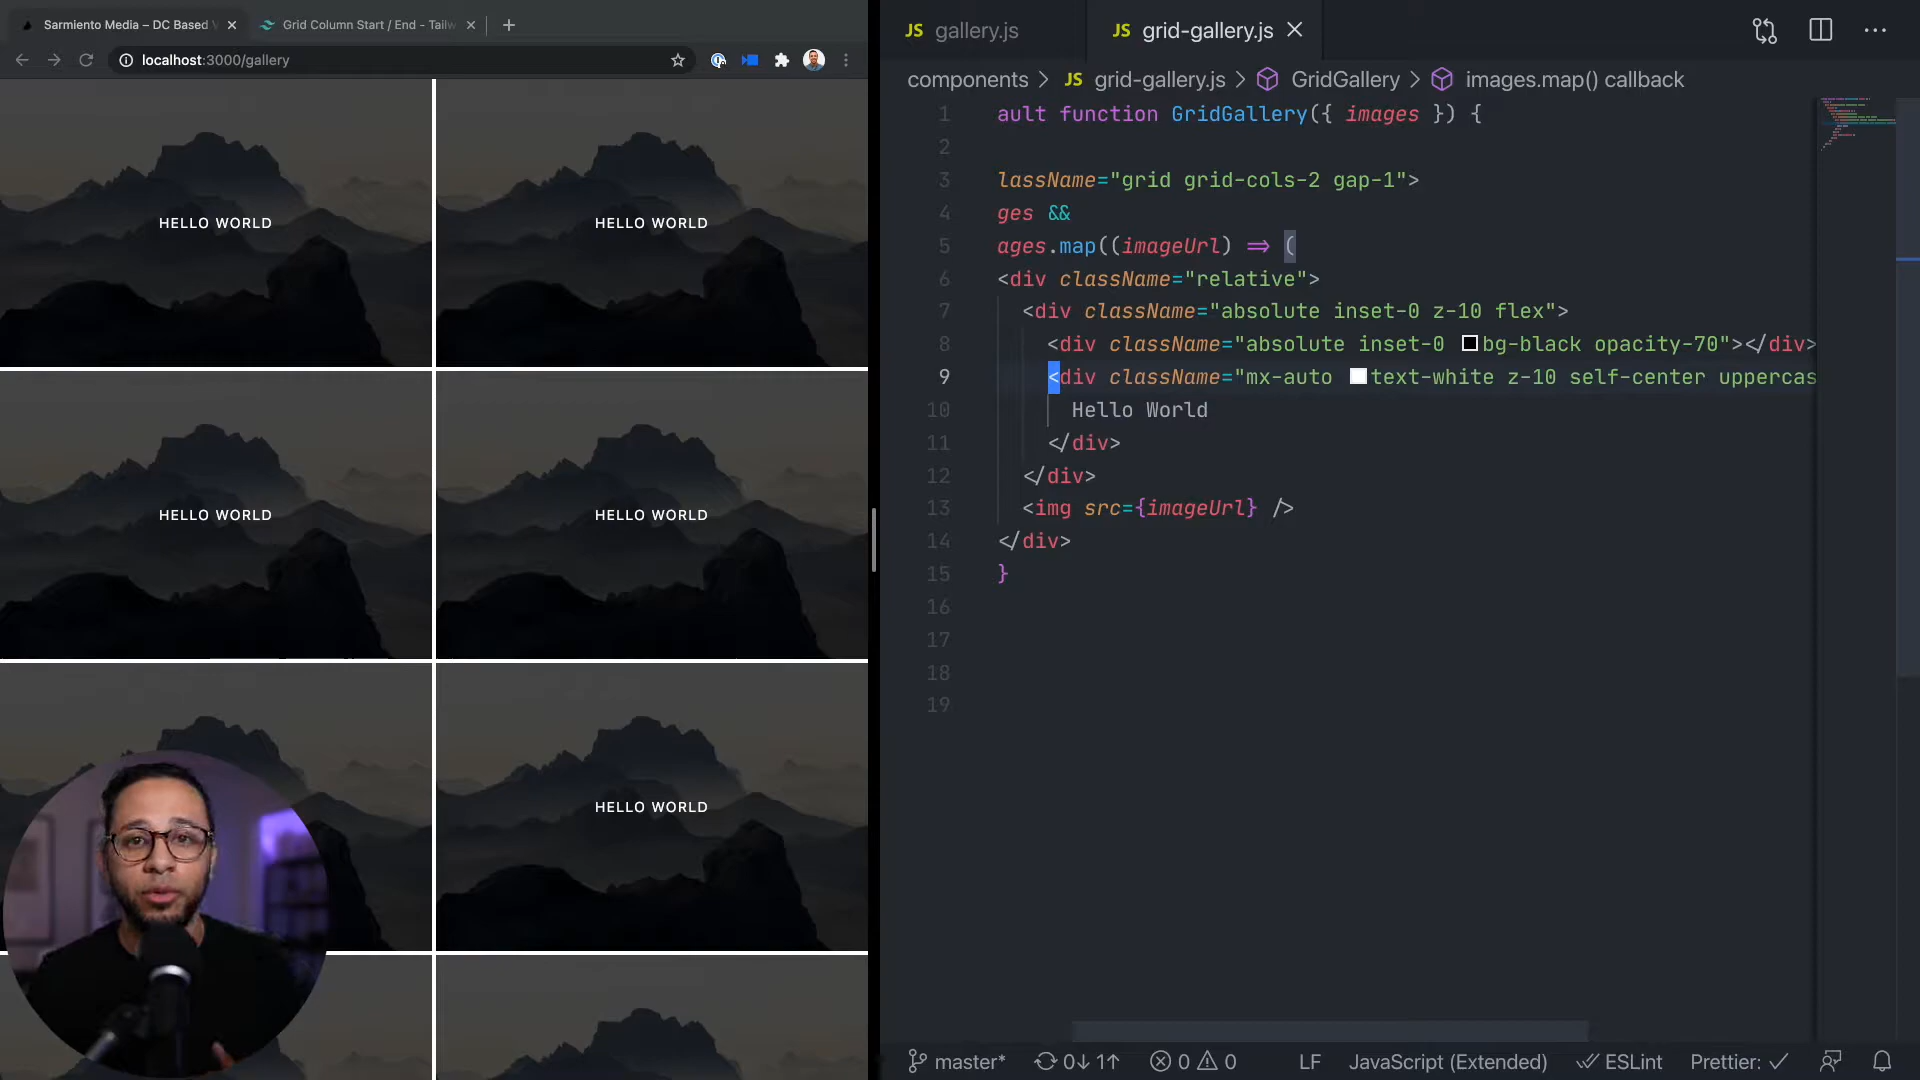 Sarmiento Media – DC Based V
Grid Column Start / End - Tailw
localhost:3000/gallery
HELLO WORLD
HELLO WORLD
HELLO WORLD
HELLO WORLD
HELLO WORLD
JS gallery.js
JS grid-gallery.js
components > JS grid-gallery.js > GridGallery > images.map() callback
1 ault function GridGallery({ images }) {
2
3 lassName="grid grid-cols-2 gap-1">
4 ges &&
5 ages.map((imageUrl) => (
6 <div className="relative">
7 <div className="absolute inset-0 z-10 flex">
8 <div className="absolute inset-0 bg-black opacity-70"></div>
9 <div className="mx-auto text-white z-10 self-center uppercas
10 Hello World
11 </div>
12 </div>
13 <img src={imageUrl} />
14 </div>
15 }
16
17
18
19
master* 0↓ 1↑ 0 0 LF JavaScript (Extended) ESLint Prettier: ✓